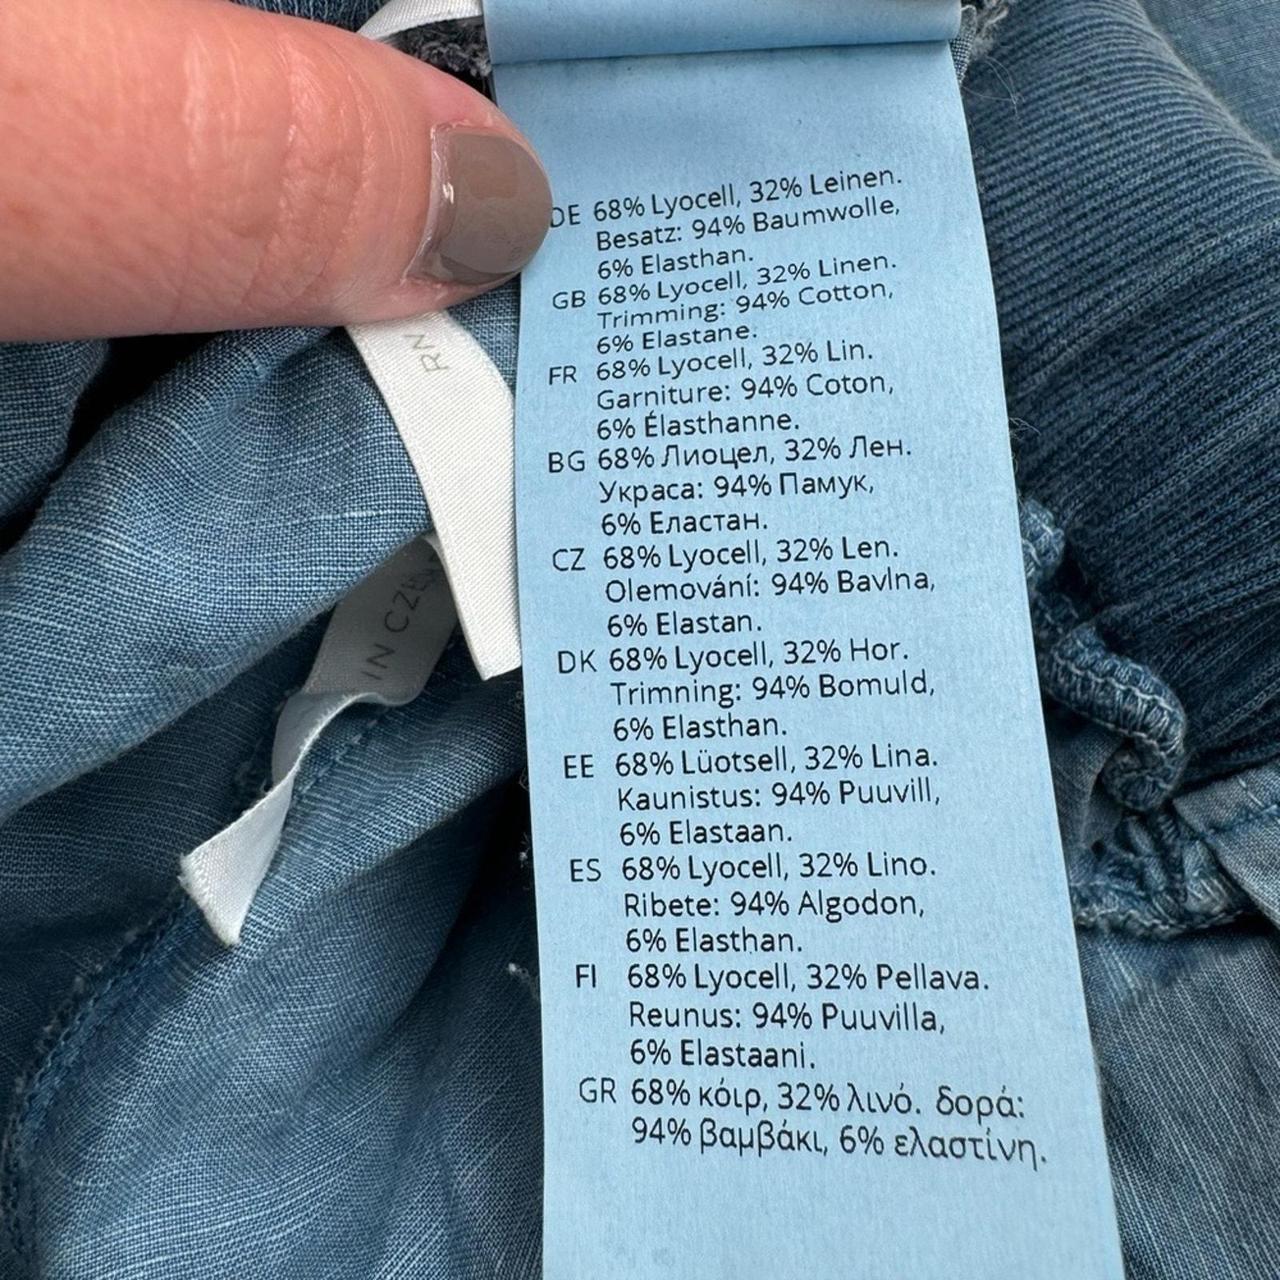 DE 68% Lyocell, 32% Leinen.
Besatz: 94% Baumwolle,
6% Elasthan.
GB 68% Lyocell, 32% Linen.
Trimming: 94% Cotton,
6% Elastane.
FR 68% Lyocell, 32% Lin.
Garniture: 94% Coton,
6% Élasthanne.
BG 68% Лиоцел, 32% Лен.
Украса: 94% Памук,
6% Еластан.
CZ 68% Lyocell, 32% Len.
Olemování: 94% Bavlna,
6% Elastan.
DK 68% Lyocell, 32% Hor.
Trimning: 94% Bomuld,
6% Elasthan.
EE 68% Lüotsell, 32% Lina.
Kaunistus: 94% Puuvill,
6% Elastaan.
ES 68% Lyocell, 32% Lino.
Ribete: 94% Algodon,
6% Elasthan.
FI 68% Lyocell, 32% Pellava.
Reunus: 94% Puuvilla,
6% Elastaani.
GR 68% κόιρ, 32% λινό. δορά:
94% βαμβάκι, 6% ελαστίνη.
RN
IN